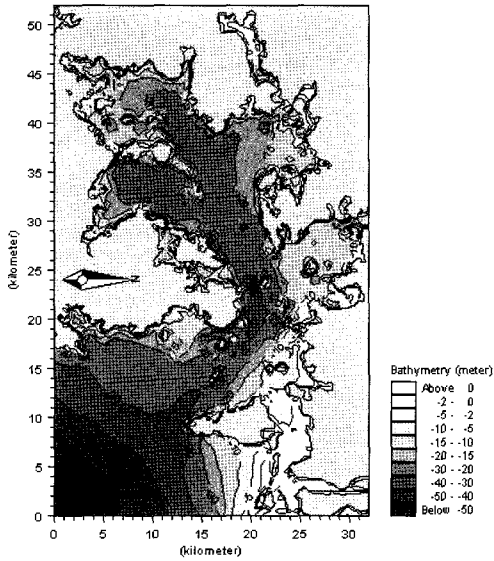 50
45
40
35
30
25
20
15
10
5
0
(kilometer)
0 5 10 15 20 25 30
(kilometer)
Bathymetry (meter)
Above 0
-2 - 0
-5 - -2
-10 - -5
-15 - -10
-20 - -15
-30 - -20
-40 - -30
-50 - -40
Below -50